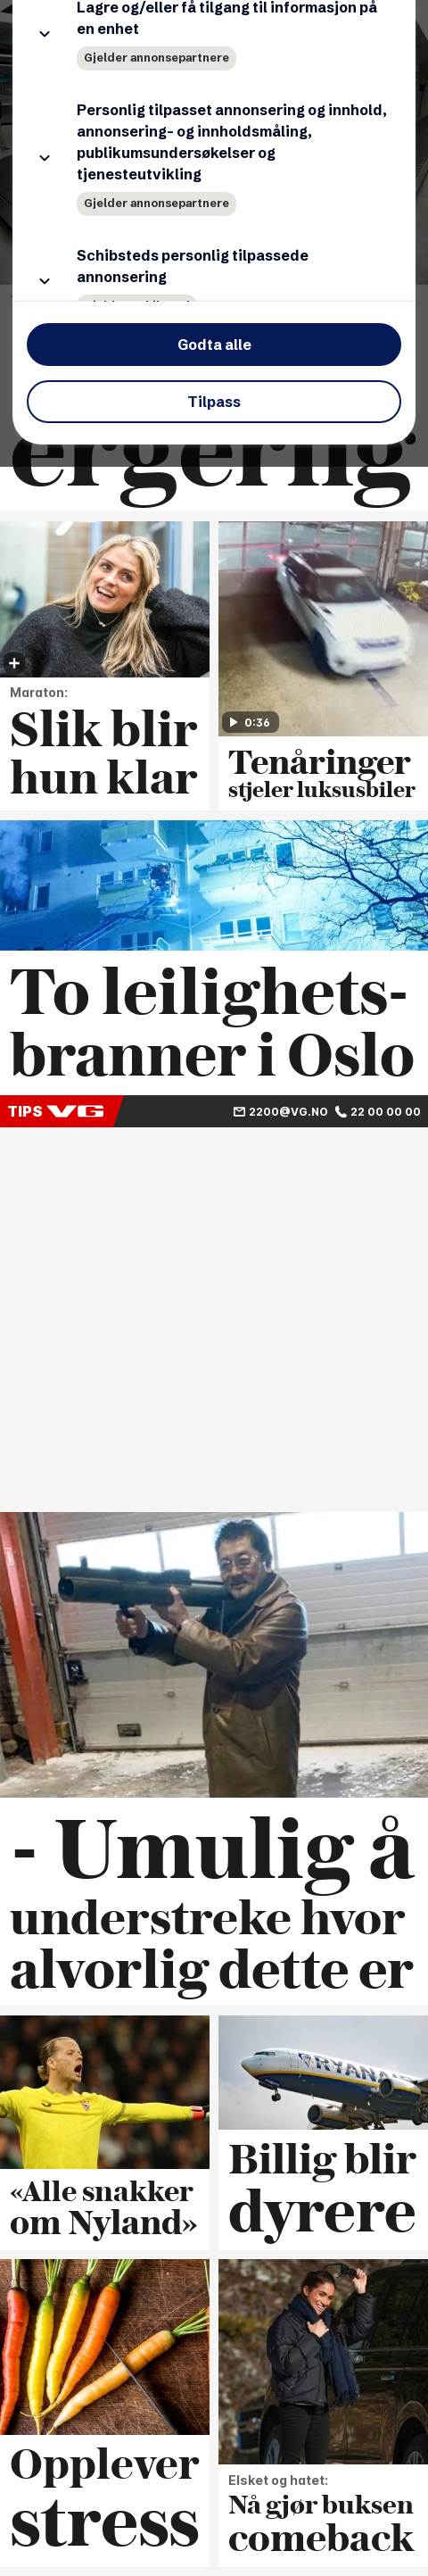 Lagre og/eller få tilgang til informasjon på
en enhet
Gjelder annonsepartnere
Personlig tilpasset annonsering og innhold,
annonsering- og innholdsmåling,
publikumsundersøkelser og
tjenesteutvikling
Gjelder annonsepartnere
Schibsteds personlig tilpassede
annonsering
Godta alle
Tilpass
ergerlig
Maraton:
Slik blir
hun klar
0:36
Tenåringer
stjeler luksusbiler
To leilighets-
branner i Oslo
TIPS VG
2200@VG.NO 22 00 00 00
- Umulig å
understreke hvor
alvorlig dette er
«Alle snakker
om Nyland»
RYANAIR
Billig blir
dyrere
Opplever
stress
Elsket og hatet:
Nå gjør buksen
comeback